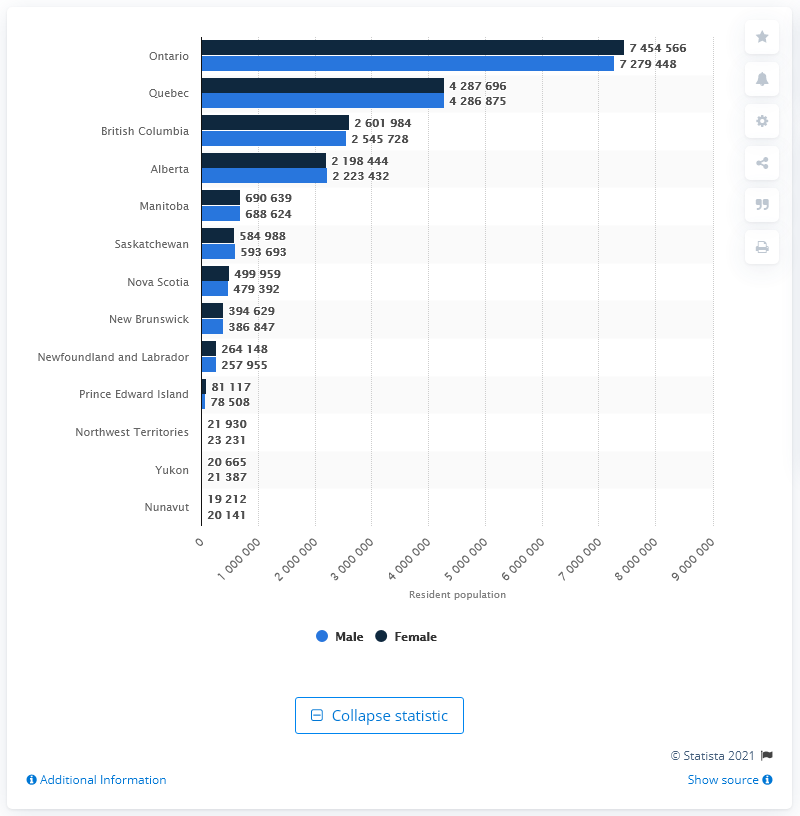 Ontario
7 454 566
7 279 448
Quebec
4 287 696
4 286 875
British Columbia
2 601 984
2 545 728
Alberta
2 198 444
2 223 432
Manitoba
690 639
688 624
Saskatchewan
584 988
593 693
Nova Scotia
499 959
479 392
New Brunswick
394 629
386 847
Newfoundland and Labrador
264 148
257 955
Prince Edward Island
81 117
78 508
Northwest Territories
21 930
23 231
Yukon
20 665
21 387
Nunavut
19 212
20 141
0 1 000 000 2 000 000 3 000 000 4 000 000 5 000 000 6 000 000 7 000 000 8 000 000 9 000 000
Resident population
Male Female
Collapse statistic
© Statista 2021
Additional Information Show source